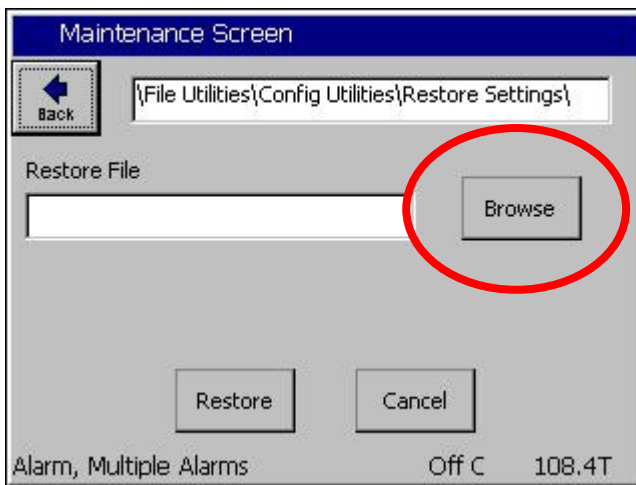 Maintenance Screen
Back
\File Utilities\Config Utilities\Restore Settings\
Restore File
Browse
Restore Cancel
Alarm, Multiple Alarms Off C 108.4T